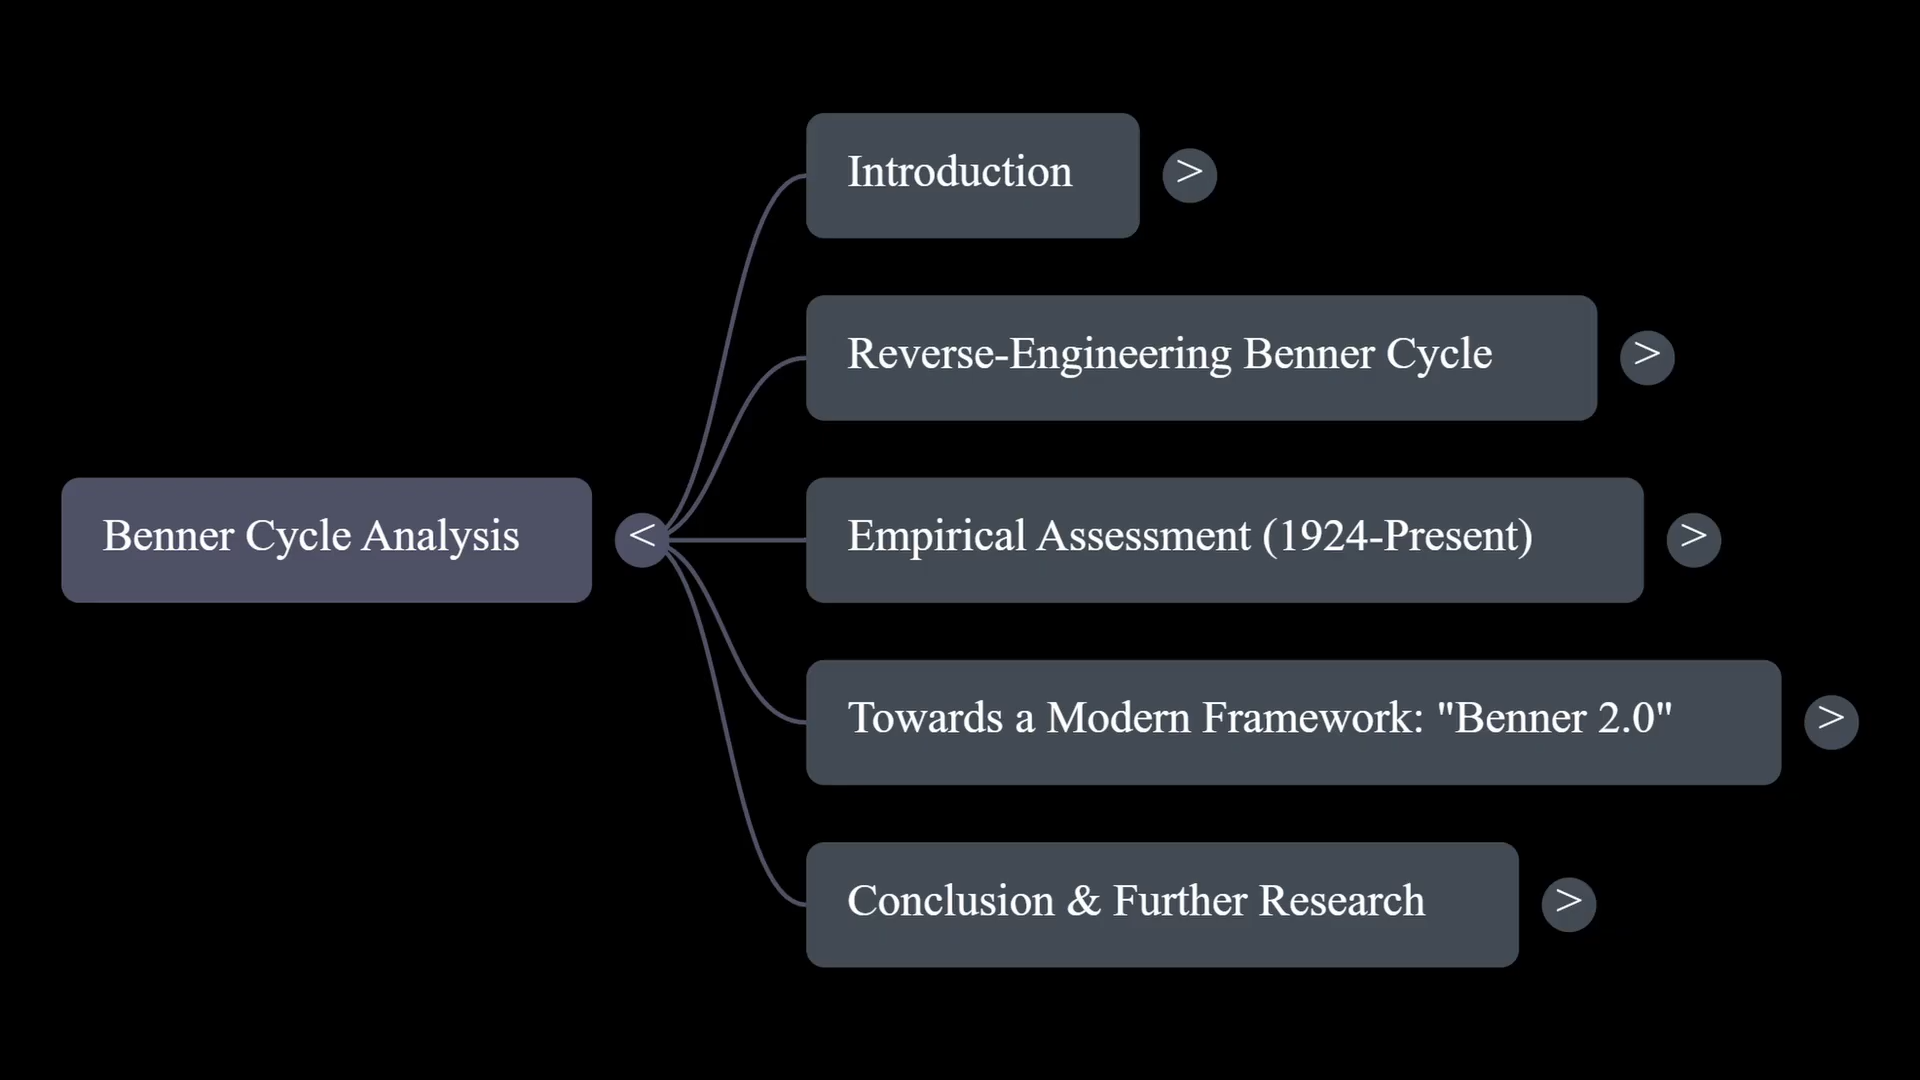 Benner Cycle Analysis
<
Introduction
>
Reverse-Engineering Benner Cycle
>
Empirical Assessment (1924-Present)
>
Towards a Modern Framework: "Benner 2.0"
>
Conclusion & Further Research
>